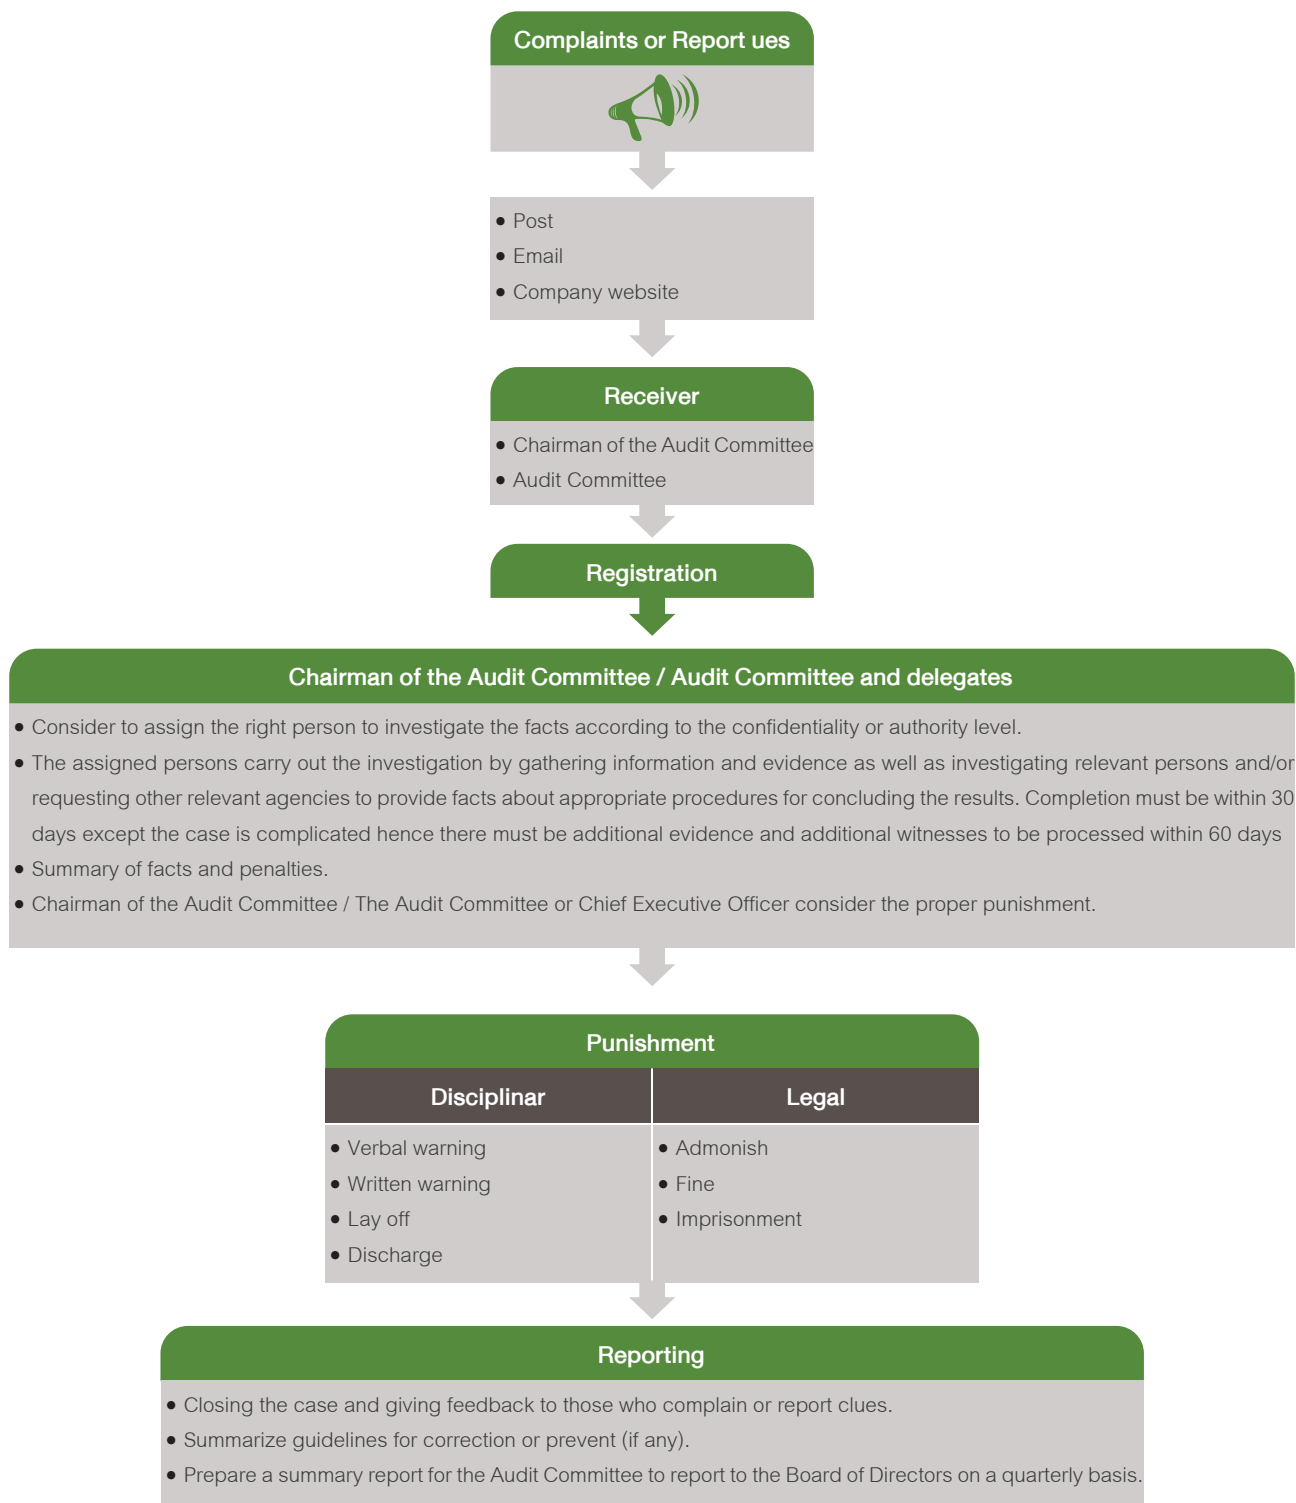 Complaints or Report ues
• Post
• Email
• Company website
Receiver
• Chairman of the Audit Committee
• Audit Committee
Registration
Chairman of the Audit Committee / Audit Committee and delegates
• Consider to assign the right person to investigate the facts according to the confidentiality or authority level.
• The assigned persons carry out the investigation by gathering information and evidence as well as investigating relevant persons and/or
requesting other relevant agencies to provide facts about appropriate procedures for concluding the results. Completion must be within 30
days except the case is complicated hence there must be additional evidence and additional witnesses to be processed within 60 days
• Summary of facts and penalties.
• Chairman of the Audit Committee / The Audit Committee or Chief Executive Officer consider the proper punishment.
Punishment
Disciplinar
• Verbal warning
• Written warning
• Lay off
• Discharge
Legal
• Admonish
• Fine
• Imprisonment
Reporting
• Closing the case and giving feedback to those who complain or report clues.
• Summarize guidelines for correction or prevent (if any).
• Prepare a summary report for the Audit Committee to report to the Board of Directors on a quarterly basis.